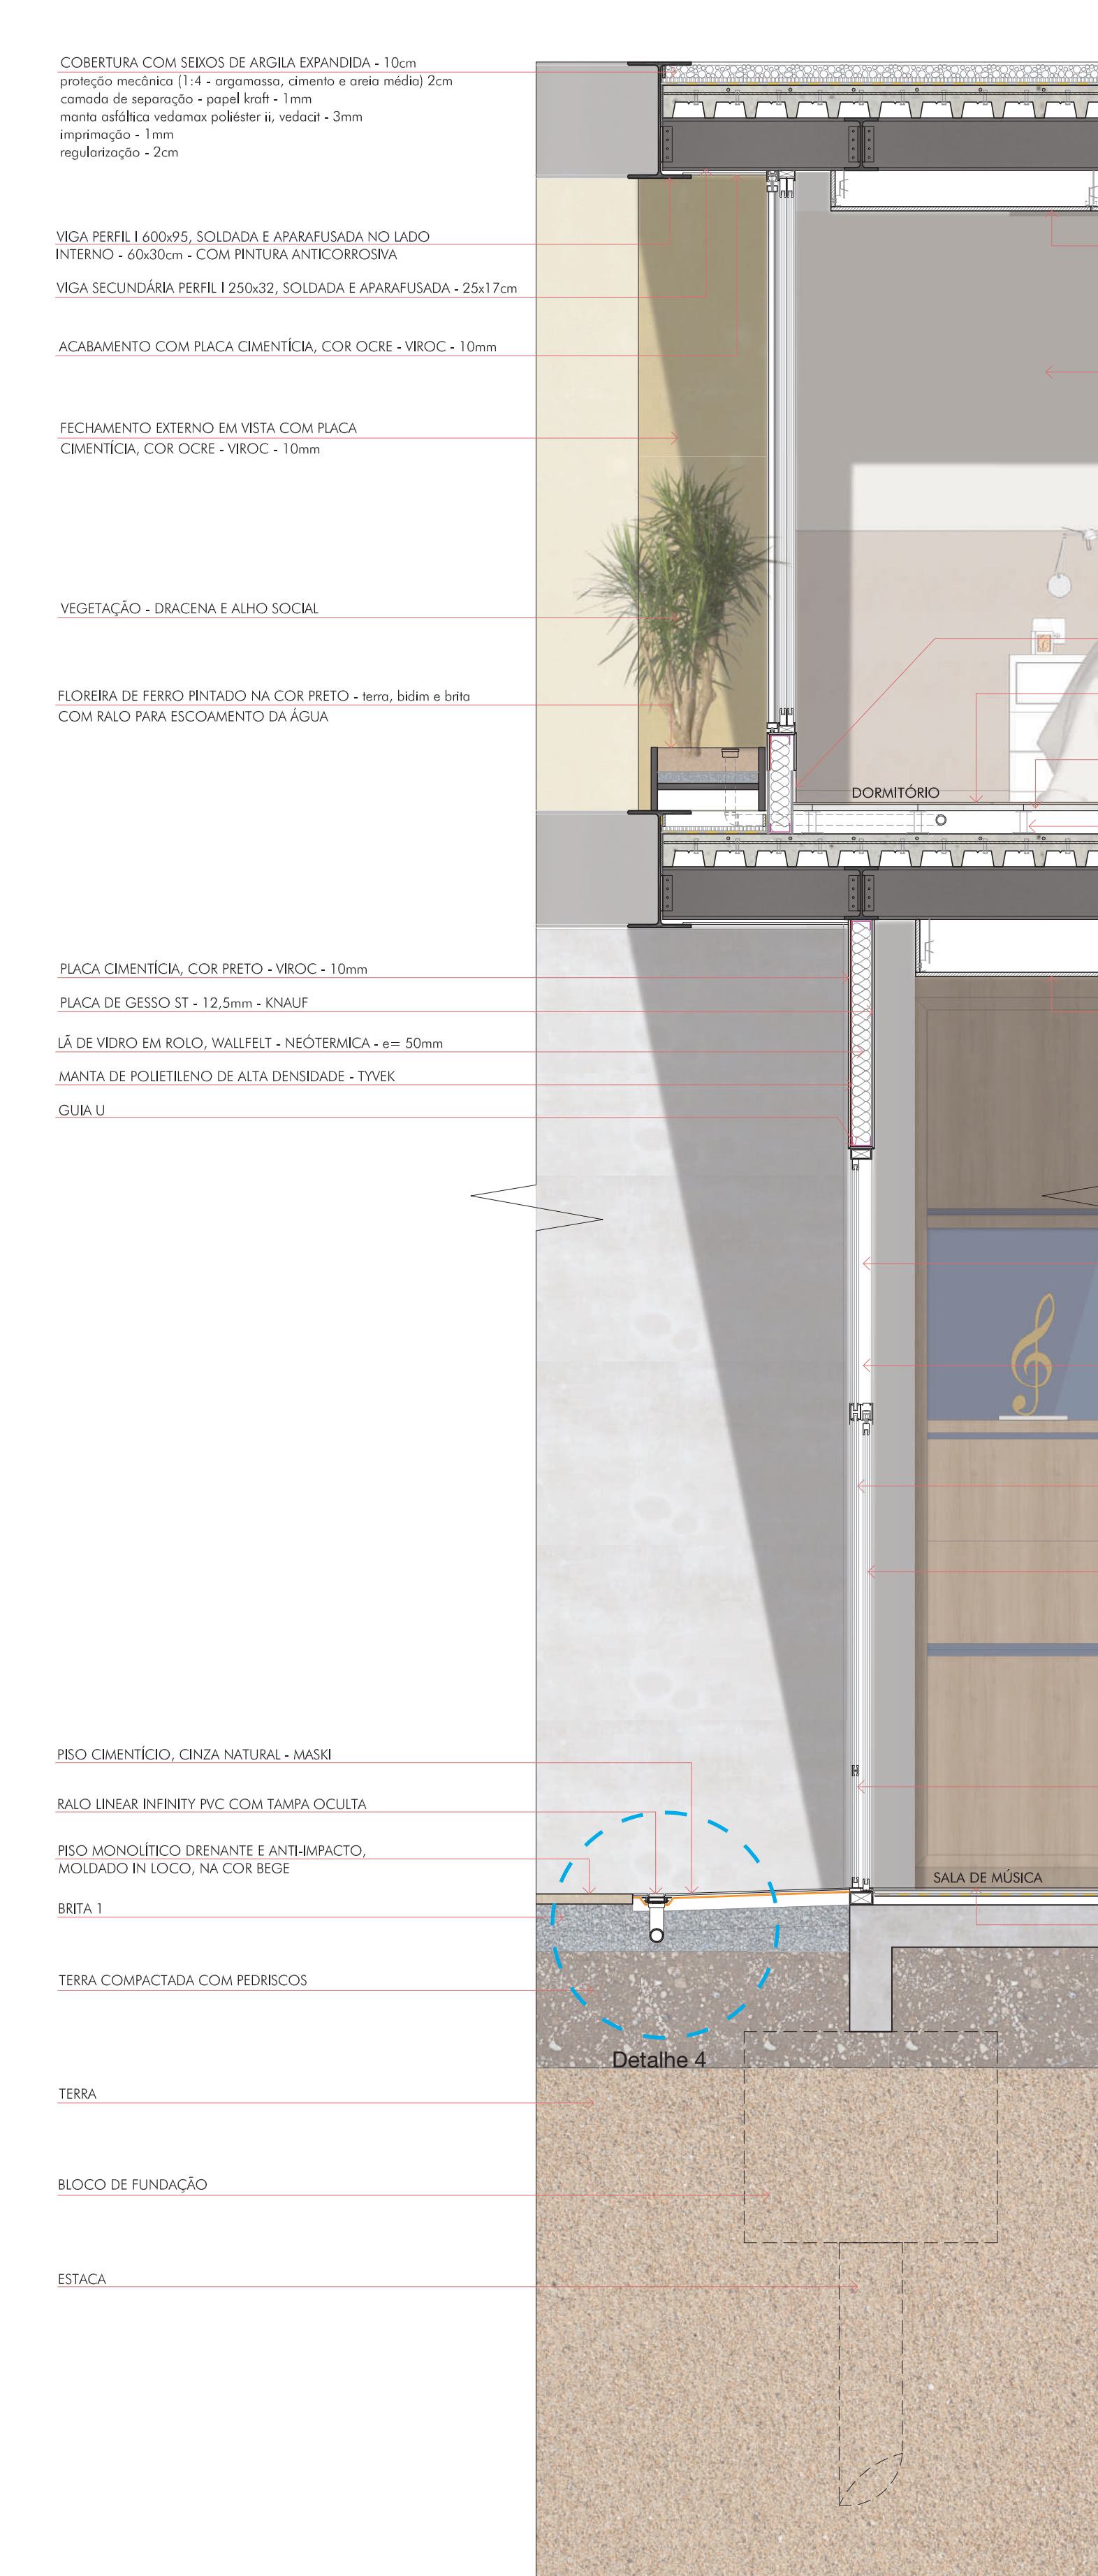 COBERTURA COM SEIXOS DE ARGILA EXPANDIDA - 10cm
proteção mecânica (1:4 - argamassa, cimento e areia média) 2cm
camada de separação - papel kraft - 1mm
manta asfáltica vedamax poliéster ii, vedacit - 3mm
imprimação - 1mm
regularização - 2cm
VIGA PERFIL I 600x95, SOLDADA E APARAFUSADA NO LADO
INTERNO - 60x30cm - COM PINTURA ANTICORROSIVA
VIGA SECUNDÁRIA PERFIL I 250x32, SOLDADA E APARAFUSADA - 25x17cm
ACABAMENTO COM PLACA CIMENTÍCIA, COR OCRE - VIROC - 10mm
FECHAMENTO EXTERNO EM VISTA COM PLACA
CIMENTÍCIA, COR OCRE - VIROC - 10mm
VEGETAÇÃO - DRACENA E ALHO SOCIAL
FLOREIRA DE FERRO PINTADO NA COR PRETO - terra, bidim e brita
COM RALO PARA ESCOAMENTO DA ÁGUA
DORMITÓRIO
PLACA CIMENTÍCIA, COR PRETO - VIROC - 10mm
PLACA DE GESSO ST - 12,5mm - KNAUF
LÃ DE VIDRO EM ROLO, WALLFELT - NEÓTERMICA - e= 50mm
MANTA DE POLIETILENO DE ALTA DENSIDADE - TYVEK
GUIA U
PISO CIMENTÍCIO, CINZA NATURAL - MASKI
RALO LINEAR INFINITY PVC COM TAMPA OCULTA
PISO MONOLÍTICO DRENANTE E ANTI-IMPACTO,
MOLDADO IN LOCO, NA COR BEGE
SALA DE MÚSICA
BRITA 1
TERRA COMPACTADA COM PEDRISCOS
Detalhe 4
TERRA
BLOCO DE FUNDAÇÃO
ESTACA